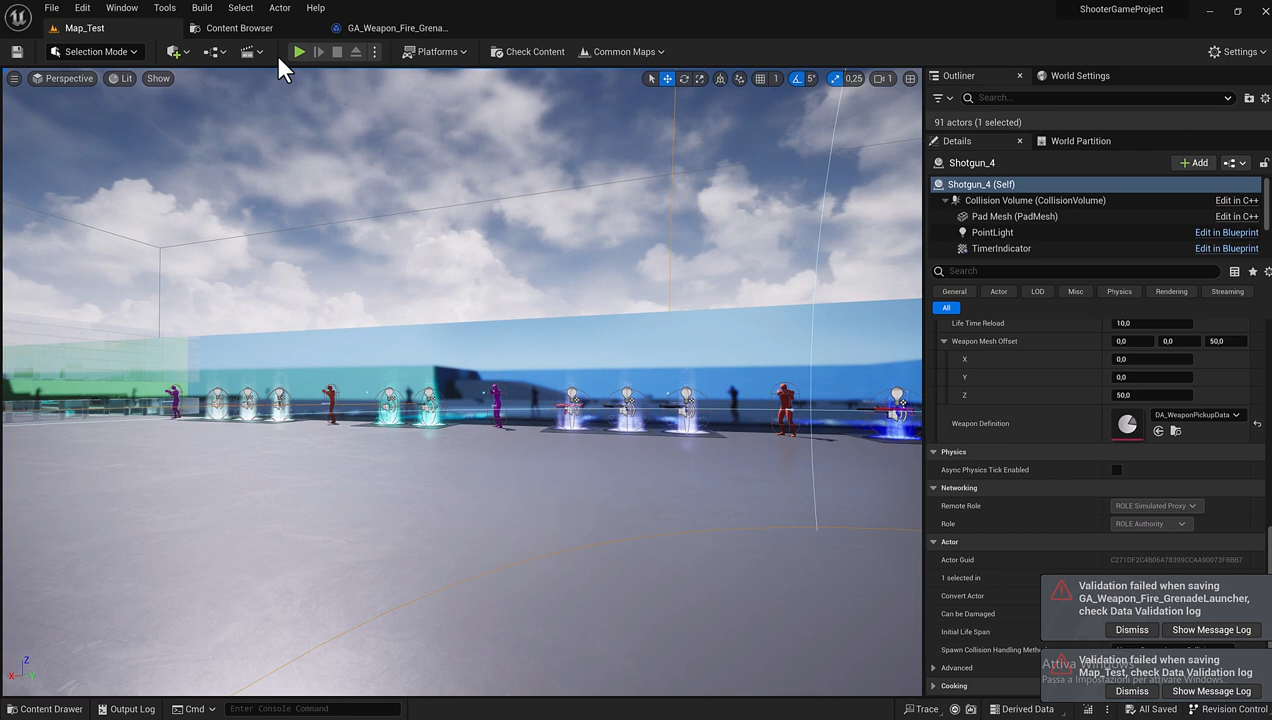 File Edit Window Tools Build Select Actor Help
ShooterGameProject
Map_Test Content Browser GA_Weapon_Fire_Grena...
Selection Mode Platforms Check Content Common Maps Settings
Perspective Lit Show 1 5° 0,25 1
Outliner World Settings
Search...
91 actors (1 selected)
Details World Partition
Shotgun_4 Add
Shotgun_4 (Self)
Collision Volume (CollisionVolume) Edit in C++
Pad Mesh (PadMesh) Edit in C++
PointLight Edit in Blueprint
TimerIndicator Edit in Blueprint
Search
General Actor LOD Misc Physics Rendering Streaming
All
Life Time Reload 10,0
Weapon Mesh Offset 0,0 0,0 50,0
X 0,0
Y 0,0
Z 50,0
Weapon Definition DA_WeaponPickupData
Physics
Async Physics Tick Enabled
Networking
Remote Role ROLE Simulated Proxy
Role ROLE Authority
Actor
Actor Guid C271DF2C4B06A78399CCAA90073F8BB7
1 selected in
Convert Actor
Can be Damaged
Initial Life Span
Spawn Collision Handling Meth
Advanced
Cooking
Validation failed when saving
GA_Weapon_Fire_GrenadeLauncher,
check Data Validation log
Dismiss Show Message Log
Validation failed when saving
Map_Test, check Data Validation log
Dismiss Show Message Log
Attiva Windows
Passa a Impostazioni per attivare Windows.
Z
X Y
Content Drawer Output Log Cmd Enter Console Command Trace Derived Data All Saved Revision Control